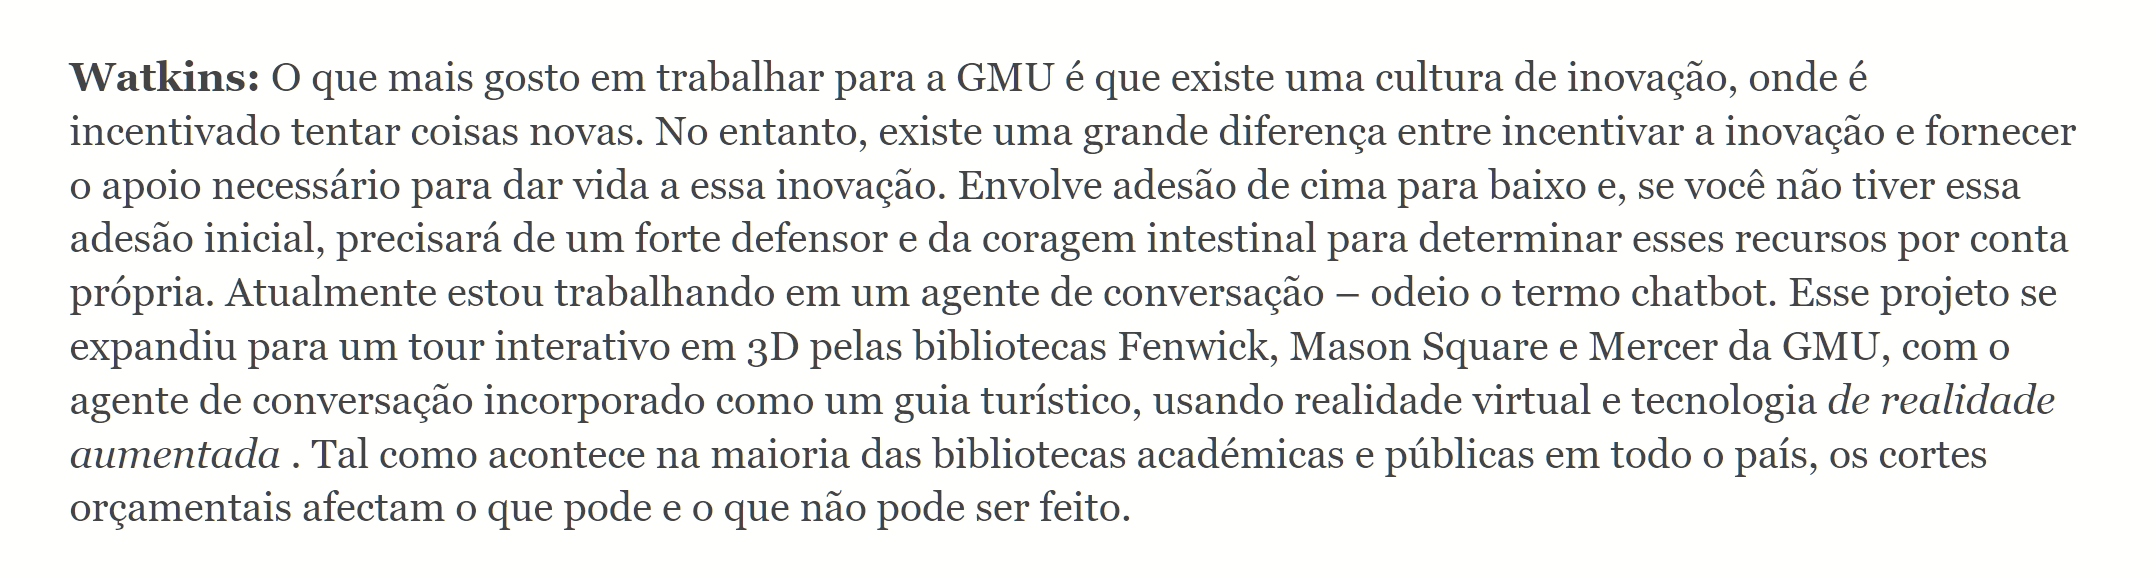 Watkins: O que mais gosto em trabalhar para a GMU é que existe uma cultura de inovação, onde é
incentivado tentar coisas novas. No entanto, existe uma grande diferença entre incentivar a inovação e fornecer
o apoio necessário para dar vida a essa inovação. Envolve adesão de cima para baixo e, se você não tiver essa
adesão inicial, precisará de um forte defensor e da coragem intestinal para determinar esses recursos por conta
própria. Atualmente estou trabalhando em um agente de conversação – odeio o termo chatbot. Esse projeto se
expandiu para um tour interativo em 3D pelas bibliotecas Fenwick, Mason Square e Mercer da GMU, com o
agente de conversação incorporado como um guia turístico, usando realidade virtual e tecnologia de realidade
aumentada . Tal como acontece na maioria das bibliotecas académicas e públicas em todo o país, os cortes
orçamentais afectam o que pode e o que não pode ser feito.